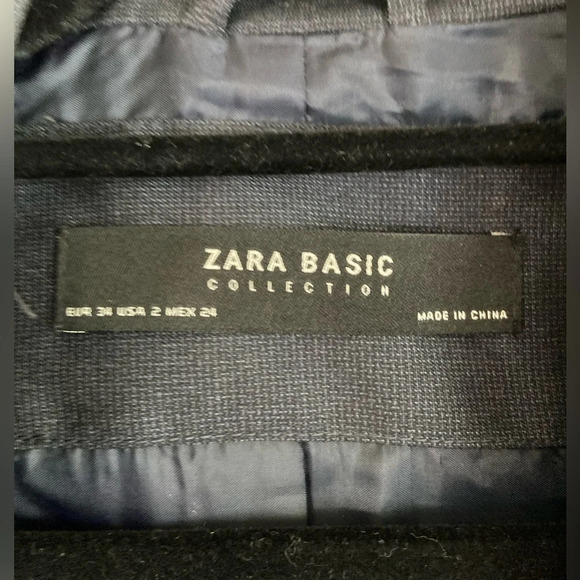 ZARA BASIC
COLLECTION
EUR 34 USA 2 MEX 24
MADE IN CHINA